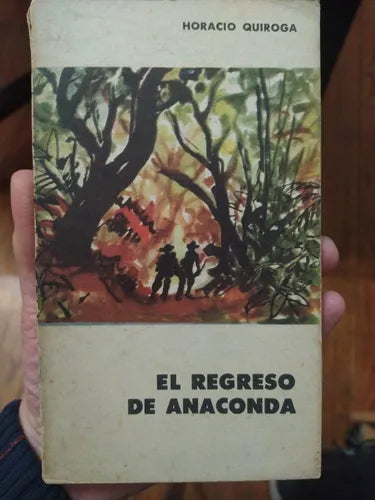 HORACIO QUIROGA
EL REGRESO
DE ANACONDA